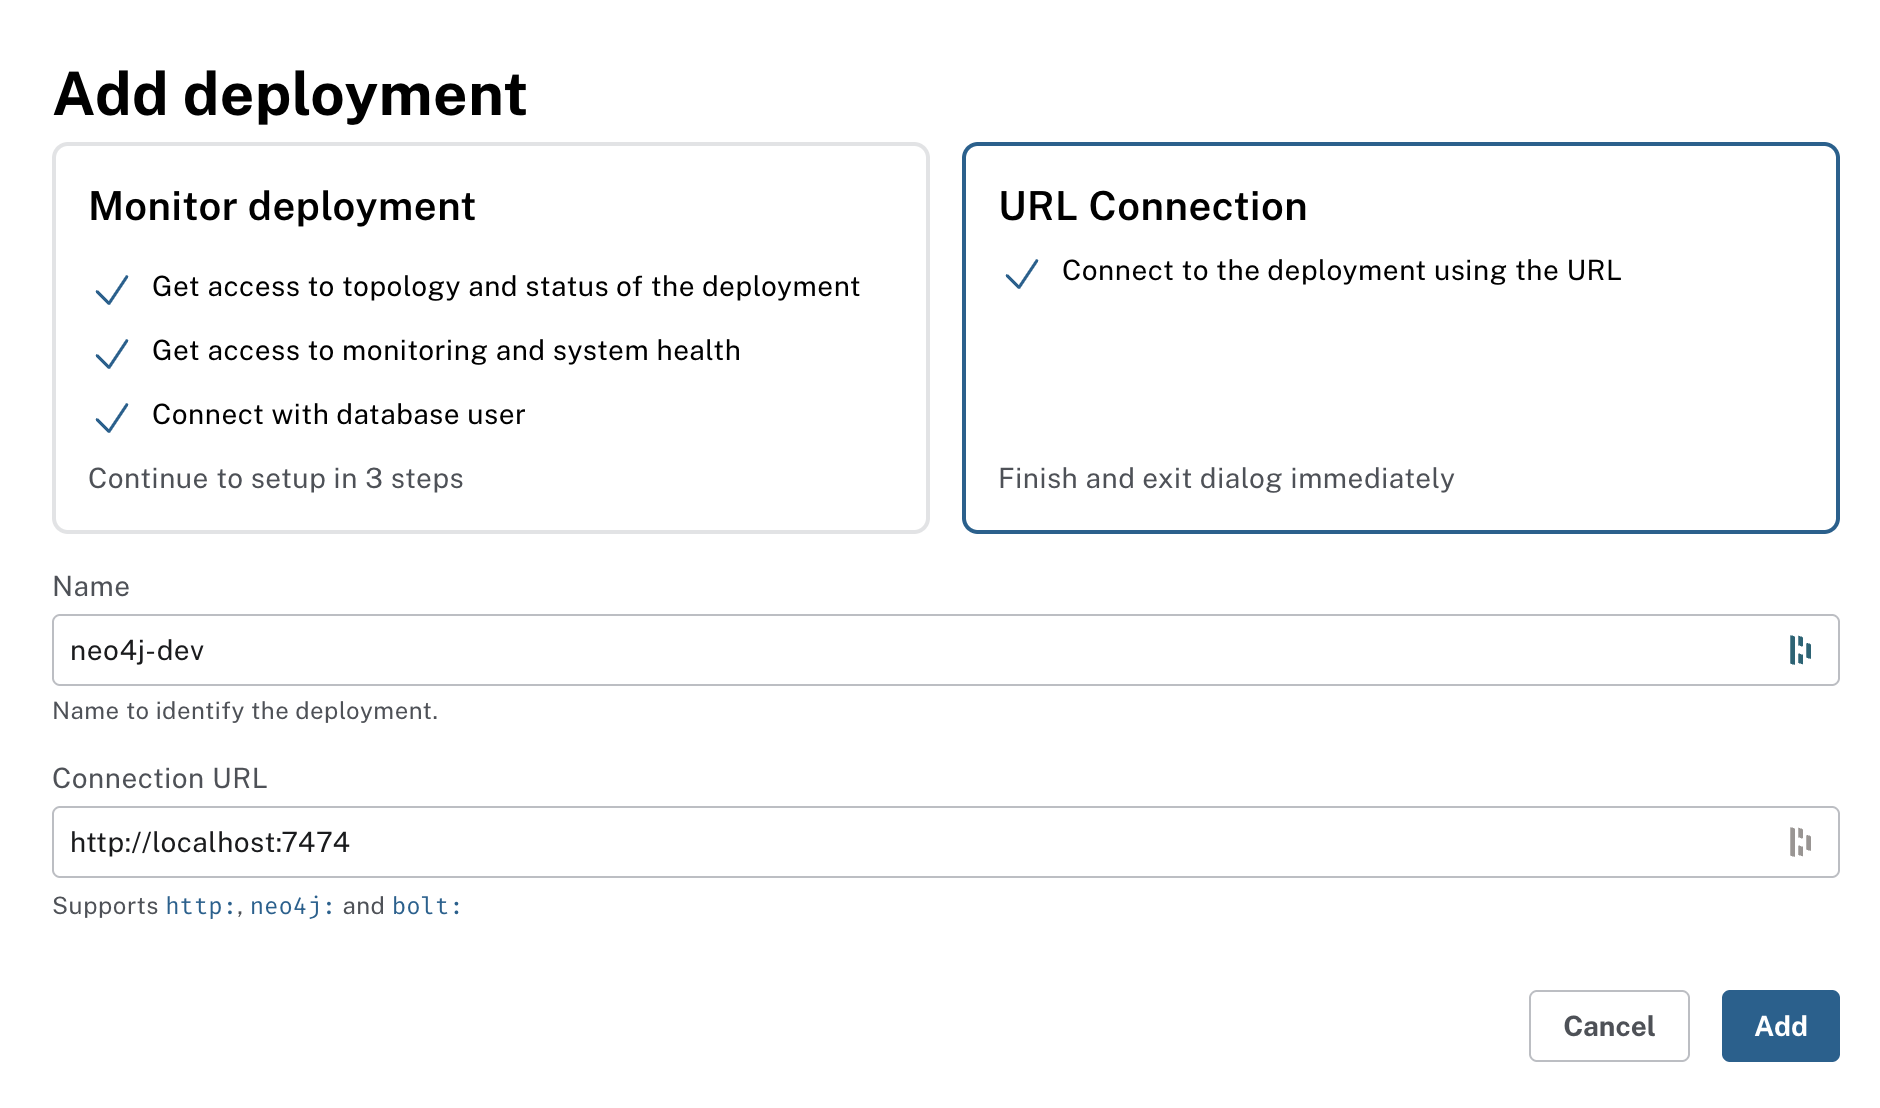 Add deployment
Monitor deployment
Get access to topology and status of the deployment
Get access to monitoring and system health
Connect with database user
Continue to setup in 3 steps
URL Connection
Connect to the deployment using the URL
Finish and exit dialog immediately
Name
neo4j-dev
Name to identify the deployment.
Connection URL
http://localhost:7474
Supports http:, neo4j: and bolt:
Cancel
Add